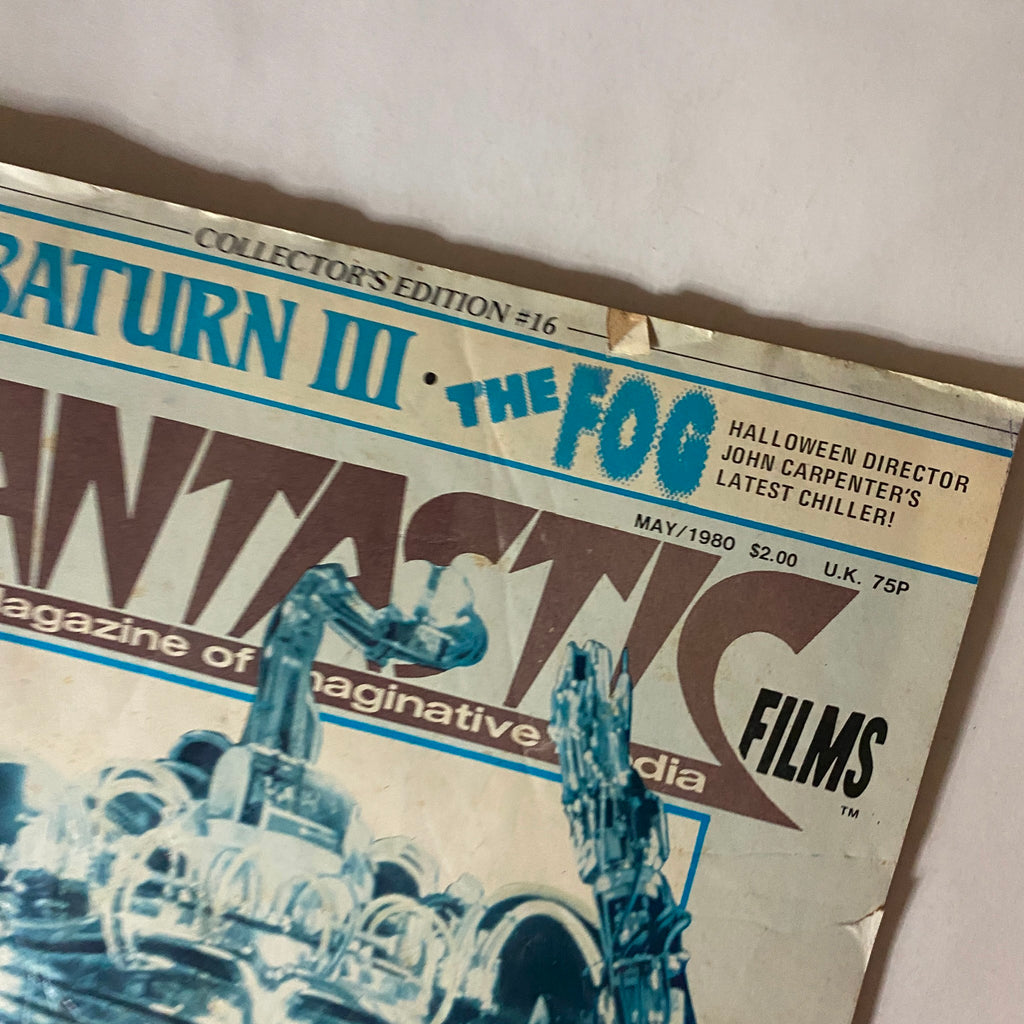 COLLECTOR'S EDITION #16
SATURN III • THE FOG
HALLOWEEN DIRECTOR
JOHN CARPENTER'S
LATEST CHILLER!
MAY/1980 $2.00 U.K. 75P
ANTASTIC
FILMS
TM
agazine of maginative dia